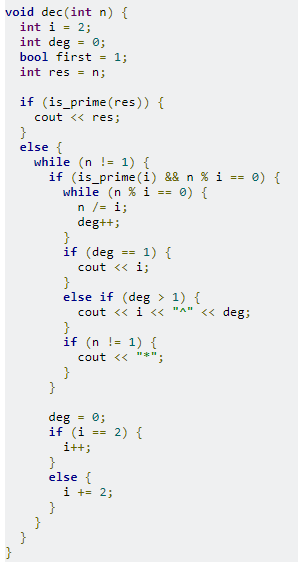 void dec(int n) {
  int i = 2;
  int deg = 0;
  bool first = 1;
  int res = n;

  if (is_prime(res)) {
    cout << res;
  }
  else {
    while (n != 1) {
      if (is_prime(i) && n % i == 0) {
        while (n % i == 0) {
          n /= i;
          deg++;
        }
        if (deg == 1) {
          cout << i;
        }
        else if (deg > 1) {
          cout << i << "^" << deg;
        }
        if (n != 1) {
          cout << "*";
        }
      }

      deg = 0;
      if (i == 2) {
        i++;
      }
      else {
        i += 2;
      }
    }
  }
}